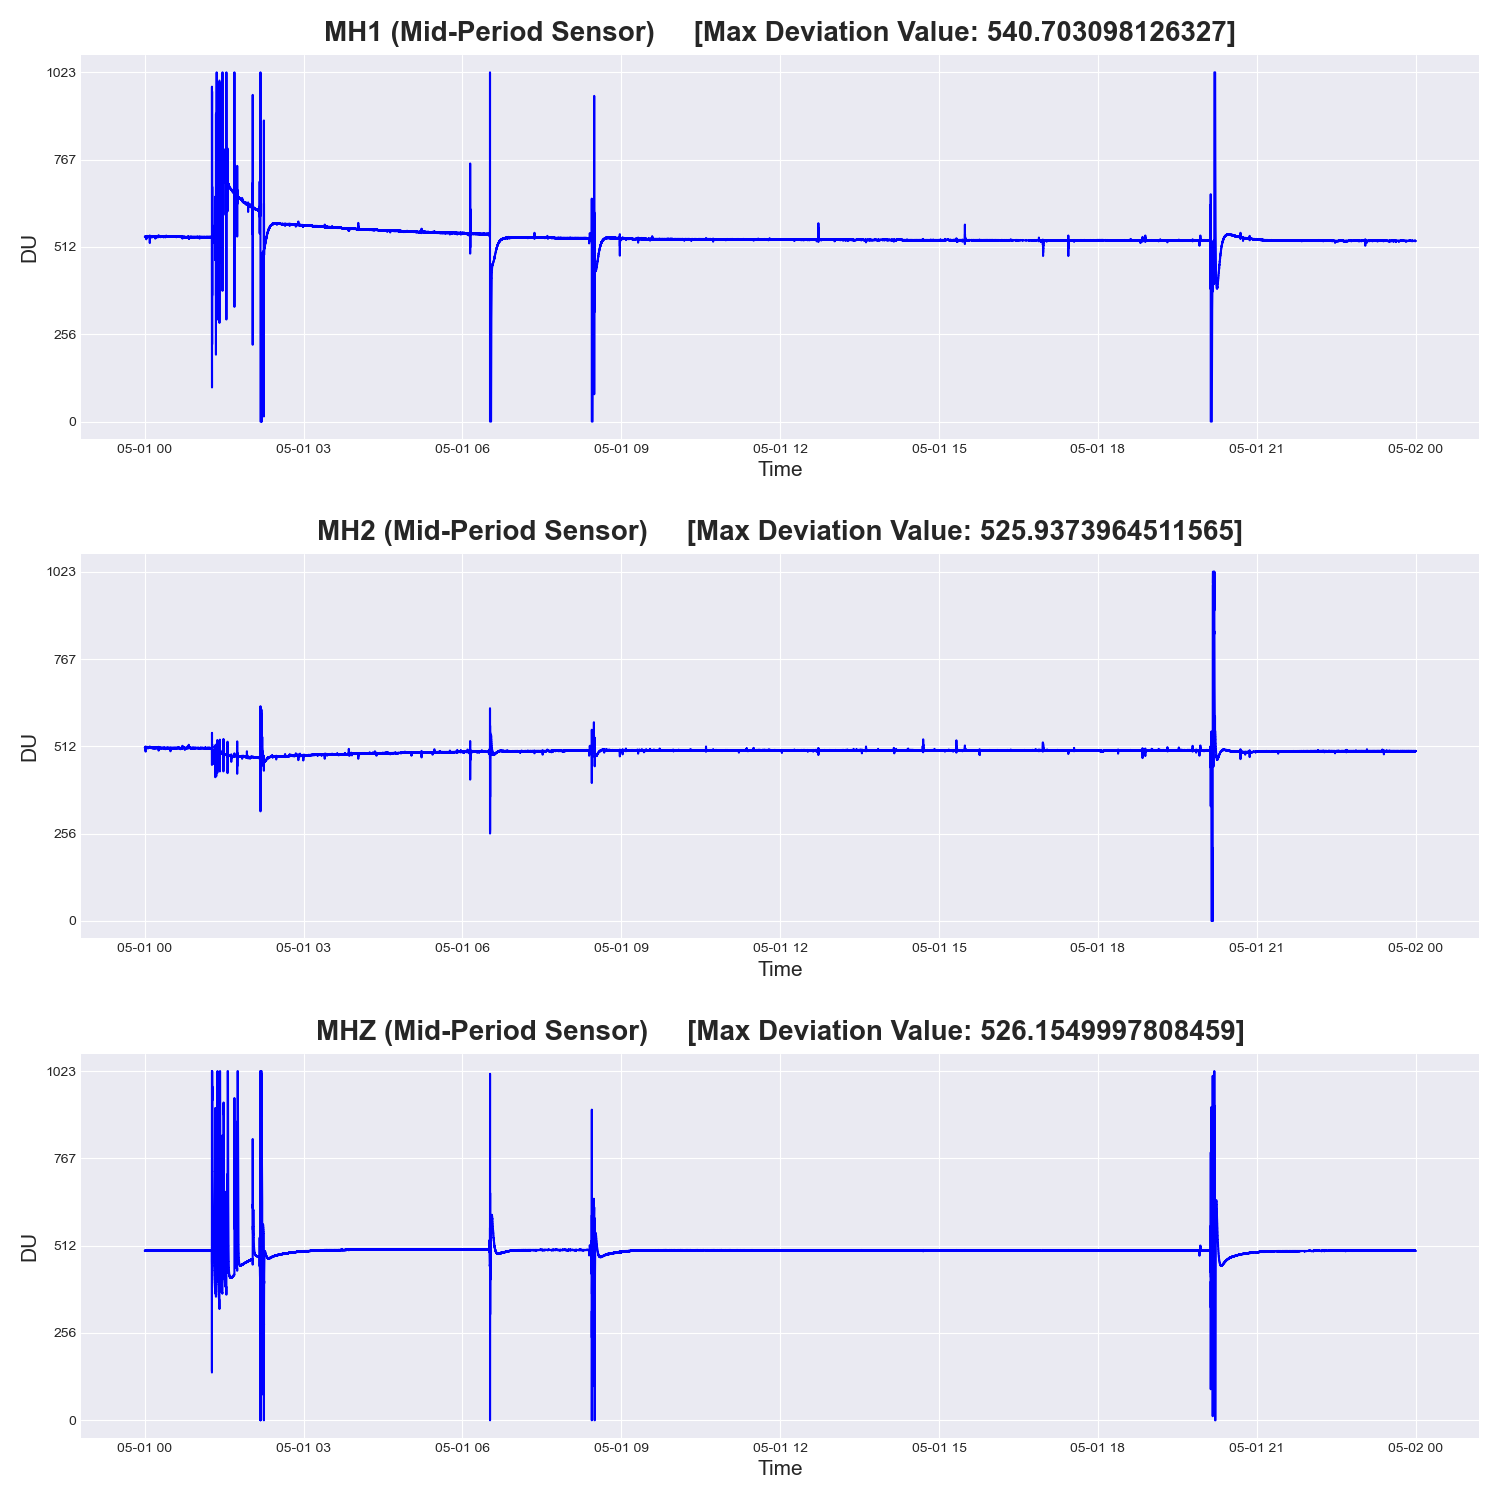 MH1 (Mid-Period Sensor) [Max Deviation Value: 540.703098126327]
1023
767
512
256
0
DU
05-01 00 05-01 03 05-01 06 05-01 09 05-01 12 05-01 15 05-01 18 05-01 21 05-02 00
Time
MH2 (Mid-Period Sensor) [Max Deviation Value: 525.9373964511565]
1023
767
512
256
0
DU
05-01 00 05-01 03 05-01 06 05-01 09 05-01 12 05-01 15 05-01 18 05-01 21 05-02 00
Time
MHZ (Mid-Period Sensor) [Max Deviation Value: 526.1549997808459]
1023
767
512
256
0
DU
05-01 00 05-01 03 05-01 06 05-01 09 05-01 12 05-01 15 05-01 18 05-01 21 05-02 00
Time